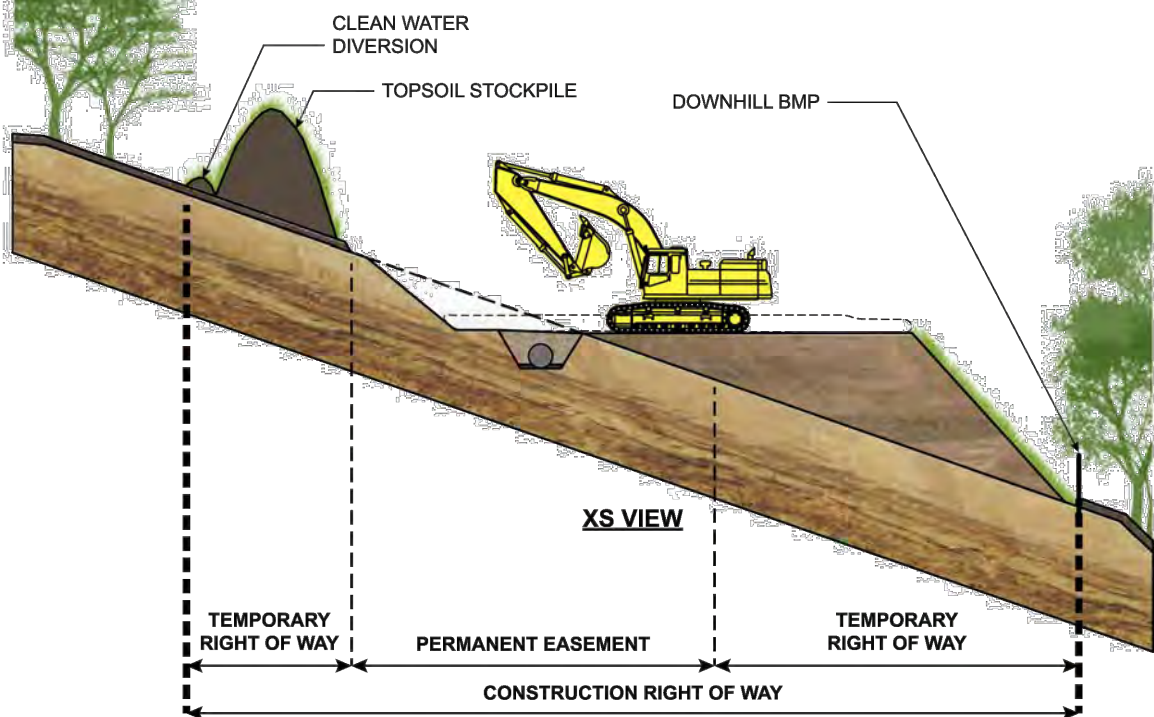 CLEAN WATER
DIVERSION
TOPSOIL STOCKPILE
DOWNHILL BMP
XS VIEW
TEMPORARY
RIGHT OF WAY
PERMANENT EASEMENT
TEMPORARY
RIGHT OF WAY
CONSTRUCTION RIGHT OF WAY